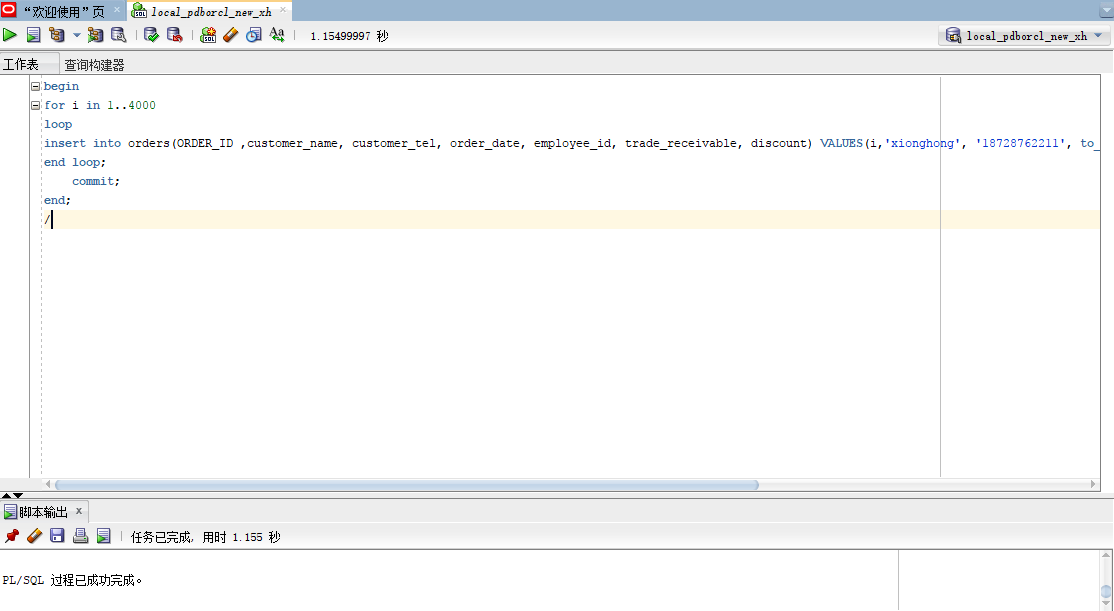 “欢迎使用”页
local_pdborcl_new_xh
1.15499997 秒
local_pdborcl_new_xh
工作表
查询构建器
begin
for i in 1..4000
loop
insert into orders(ORDER_ID ,customer_name, customer_tel, order_date, employee_id, trade_receivable, discount) VALUES(i,'xionghong', '18728762211', to_
end loop;
commit;
end;
/
脚本输出 x
任务已完成, 用时 1.155 秒
PL/SQL 过程已成功完成。